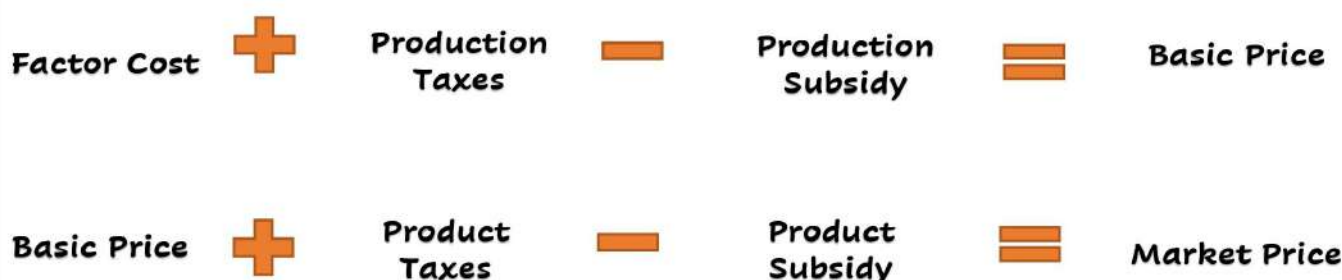 Factor Cost + Production Taxes − Production Subsidy = Basic Price
Basic Price + Product Taxes − Product Subsidy = Market Price